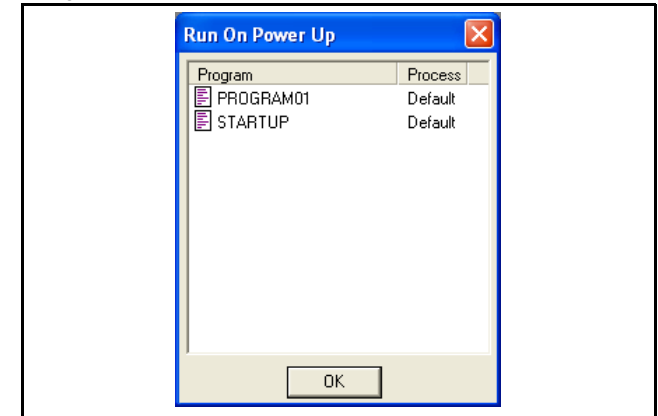 Run On Power Up
Program Process
PROGRAM01 Default
STARTUP Default
OK